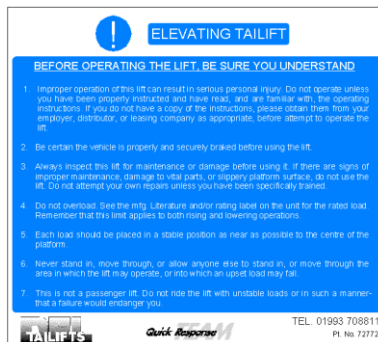 !
ELEVATING TAILIFT
BEFORE OPERATING THE LIFT, BE SURE YOU UNDERSTAND
1. Improper operation of this lift can result in serious personal injury. Do not operate unless
you have been properly instructed and have read, and are familiar with, the operating
instructions. If you do not have a copy of the instructions, please obtain them from your
employer, distributor, or leasing company as appropriate, before attempt to operate the
lift.
2. Be certain the vehicle is properly and securely braked before using the lift.
3. Always inspect this lift for maintenance or damage before using it. If there are signs of
improper maintenance, damage to vital parts, or slippery platform surface, do not use the
lift. Do not attempt your own repairs unless you have been specifically trained.
4. Do not overload. See the mfg. Literature and/or rating label on the unit for the rated load.
Remember that this limit applies to both rising and lowering operations.
5. Each load should be placed in a stable position as near as possible to the centre of the
platform.
6. Never stand in, move through, or allow anyone else to stand in, or move through the
area in which the lift may operate, or into which an upset load may fall.
7. This is not a passenger lift. Do not ride the lift with unstable loads or in such a manner-
that a failure would endanger you.
TAILIFTS
Quick Response
TEAM
TEL. 01993 708811
Pt. No. 72772